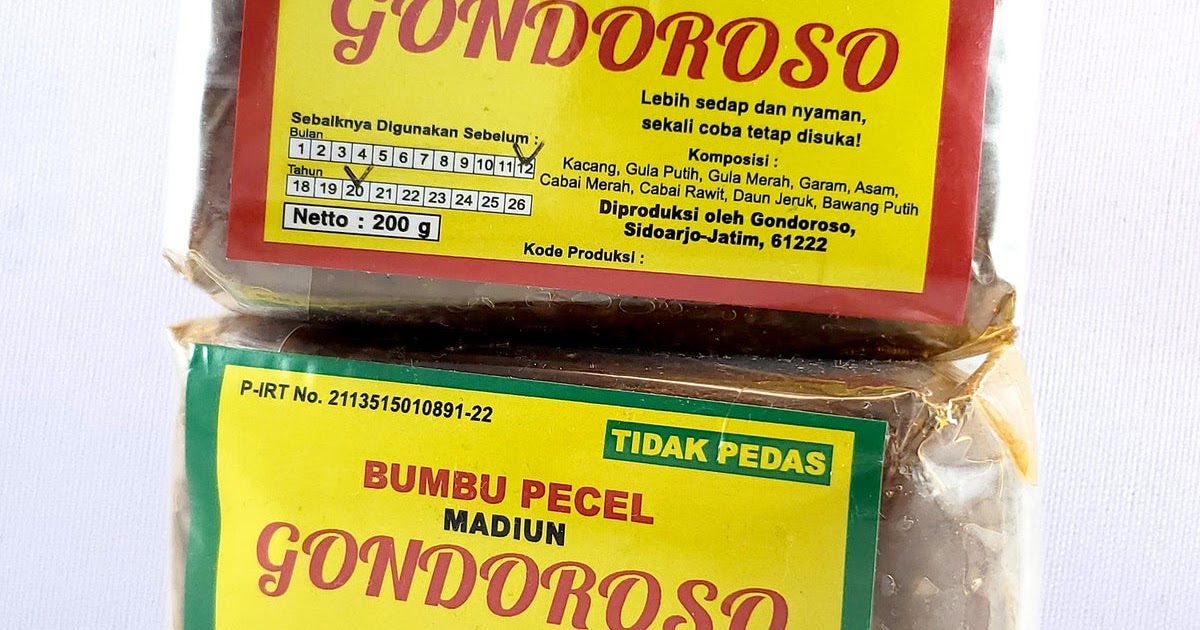 GONDOROSO
Lebih sedap dan nyaman,
sekali coba tetap disuka!
Sebaiknya Digunakan Sebelum :
Bulan
1 2 3 4 5 6 7 8 9 10 11 12
Tahun
18 19 20 21 22 23 24 25 26
Netto : 200 g
Komposisi :
Kacang, Gula Putih, Gula Merah, Garam, Asam,
Cabai Merah, Cabai Rawit, Daun Jeruk, Bawang Putih
Diproduksi oleh Gondoroso,
Sidoarjo-Jatim, 61222
Kode Produksi :
P-IRT No. 2113515010891-22
TIDAK PEDAS
BUMBU PECEL
MADIUN
GONDOROSO